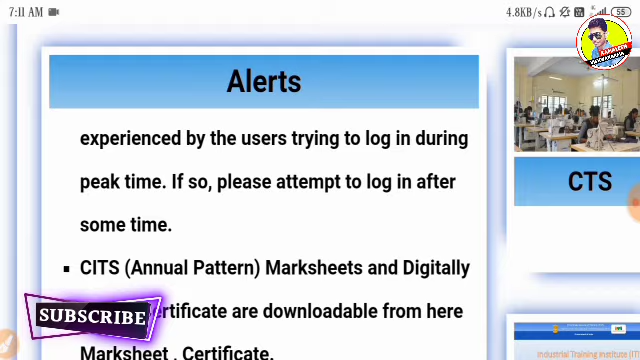 7:11 AM
4.8KB/s
55
Alerts
experienced by the users trying to log in during
peak time. If so, please attempt to log in after
some time.
CITS (Annual Pattern) Marksheets and Digitally
SUBSCRIBE
ertificate are downloadable from here
Marksheet , Certificate.
CTS
Industrial Training Institute (IT